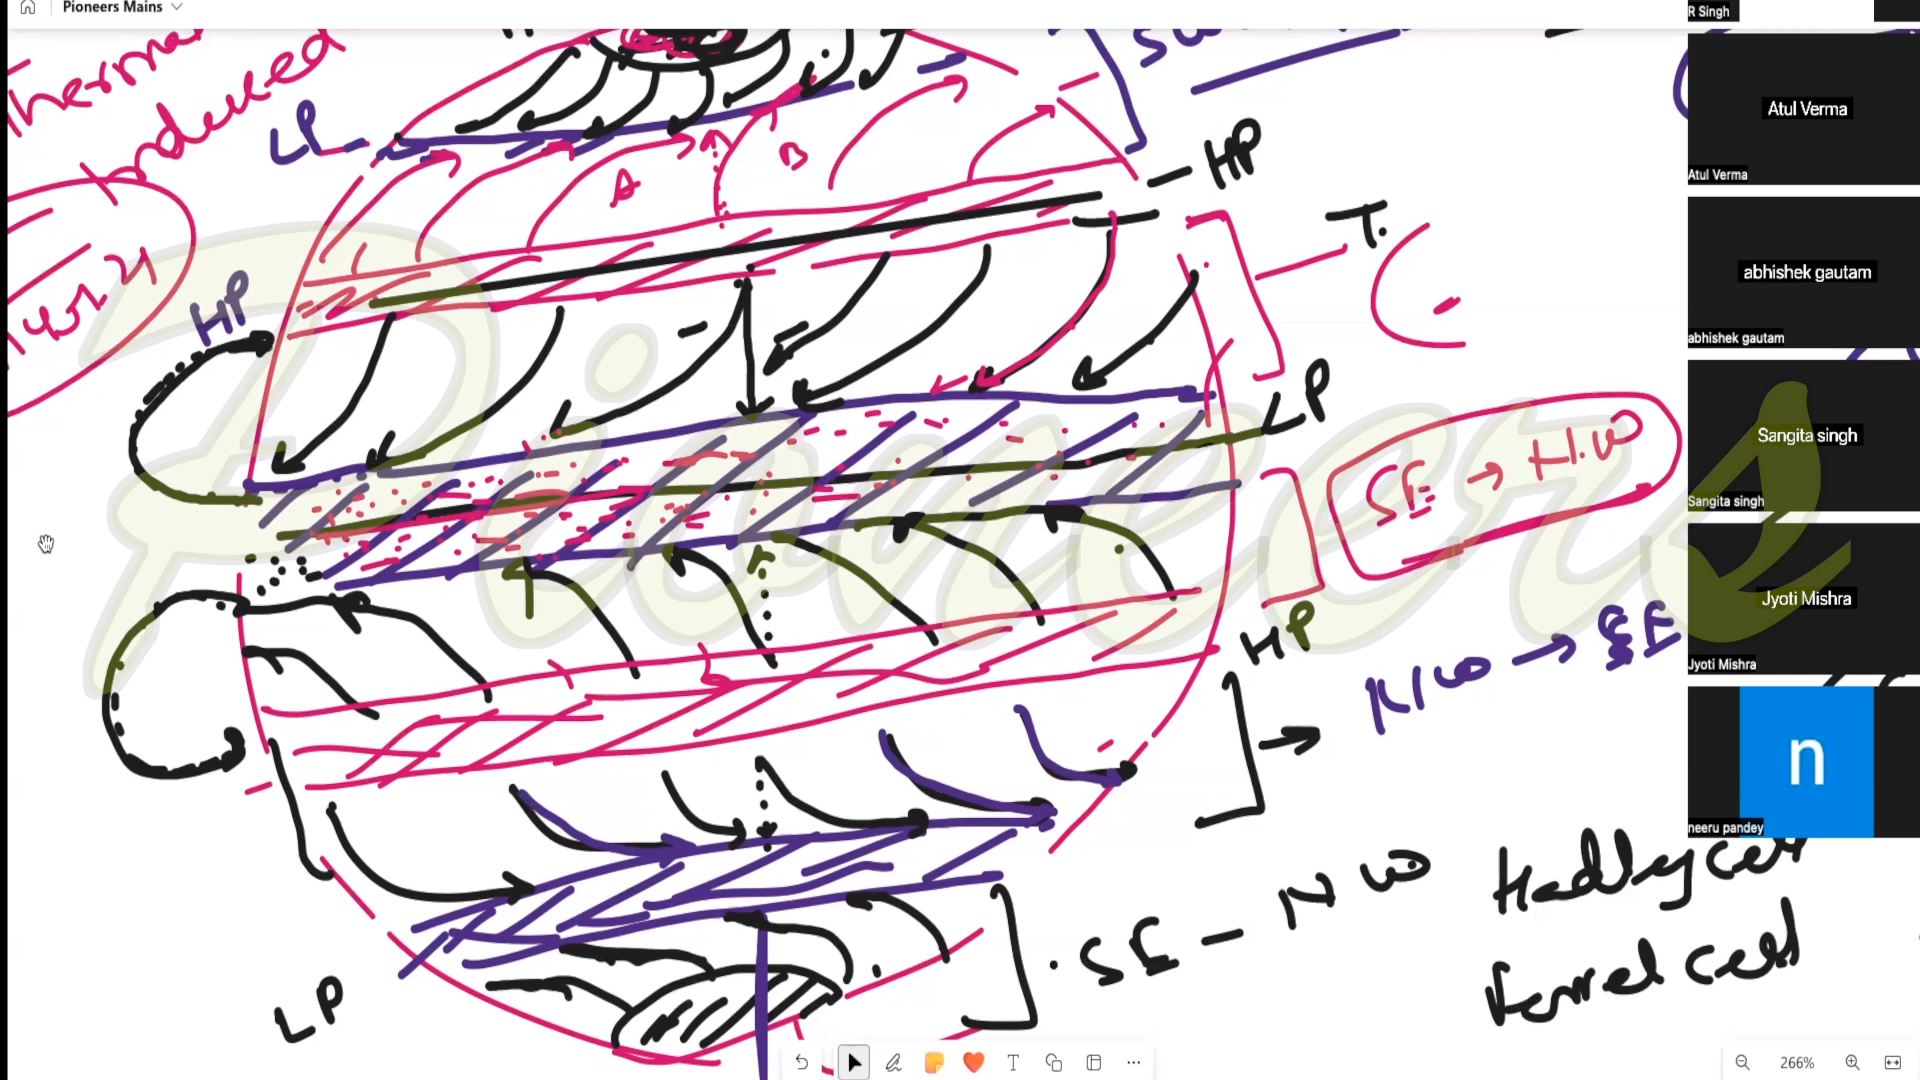 Pioneers Mains
R Singh
Thermal
Induced
LP
A
B
HP
T.
HP
LP
SE → N.W
HP
NW → SE
SE - NW
LP
Hadley cell
Ferrel cell
Pioneers
Atul Verma
Atul Verma
abhishek gautam
abhishek gautam
Sangita singh
Sangita singh
Jyoti Mishra
Jyoti Mishra
n
neeru pandey
T
266%